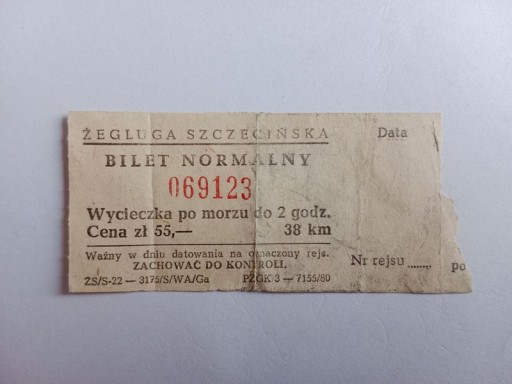 ŻEGLUGA SZCZECIŃSKA
BILET NORMALNY
069123
Wycieczka po morzu do 2 godz.
Cena zł 55,— 38 km
Ważny w dniu datowania na oznaczony rejs.
ZACHOWAĆ DO KONTROLI.
ZS/S-22 — 3175/S/WA/Ga PZGK 3 — 7155/80
Data
Nr rejsu ....... po